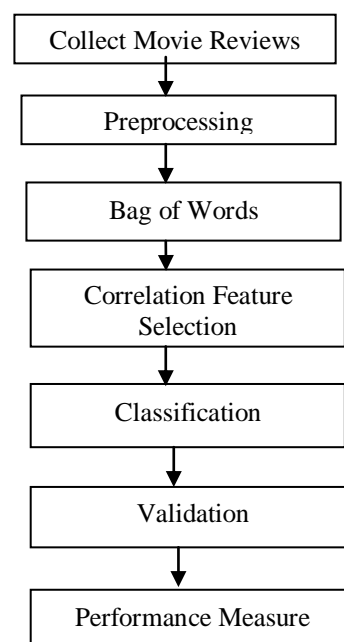 Collect Movie Reviews
Preprocessing
Bag of Words
Correlation Feature
Selection
Classification
Validation
Performance Measure